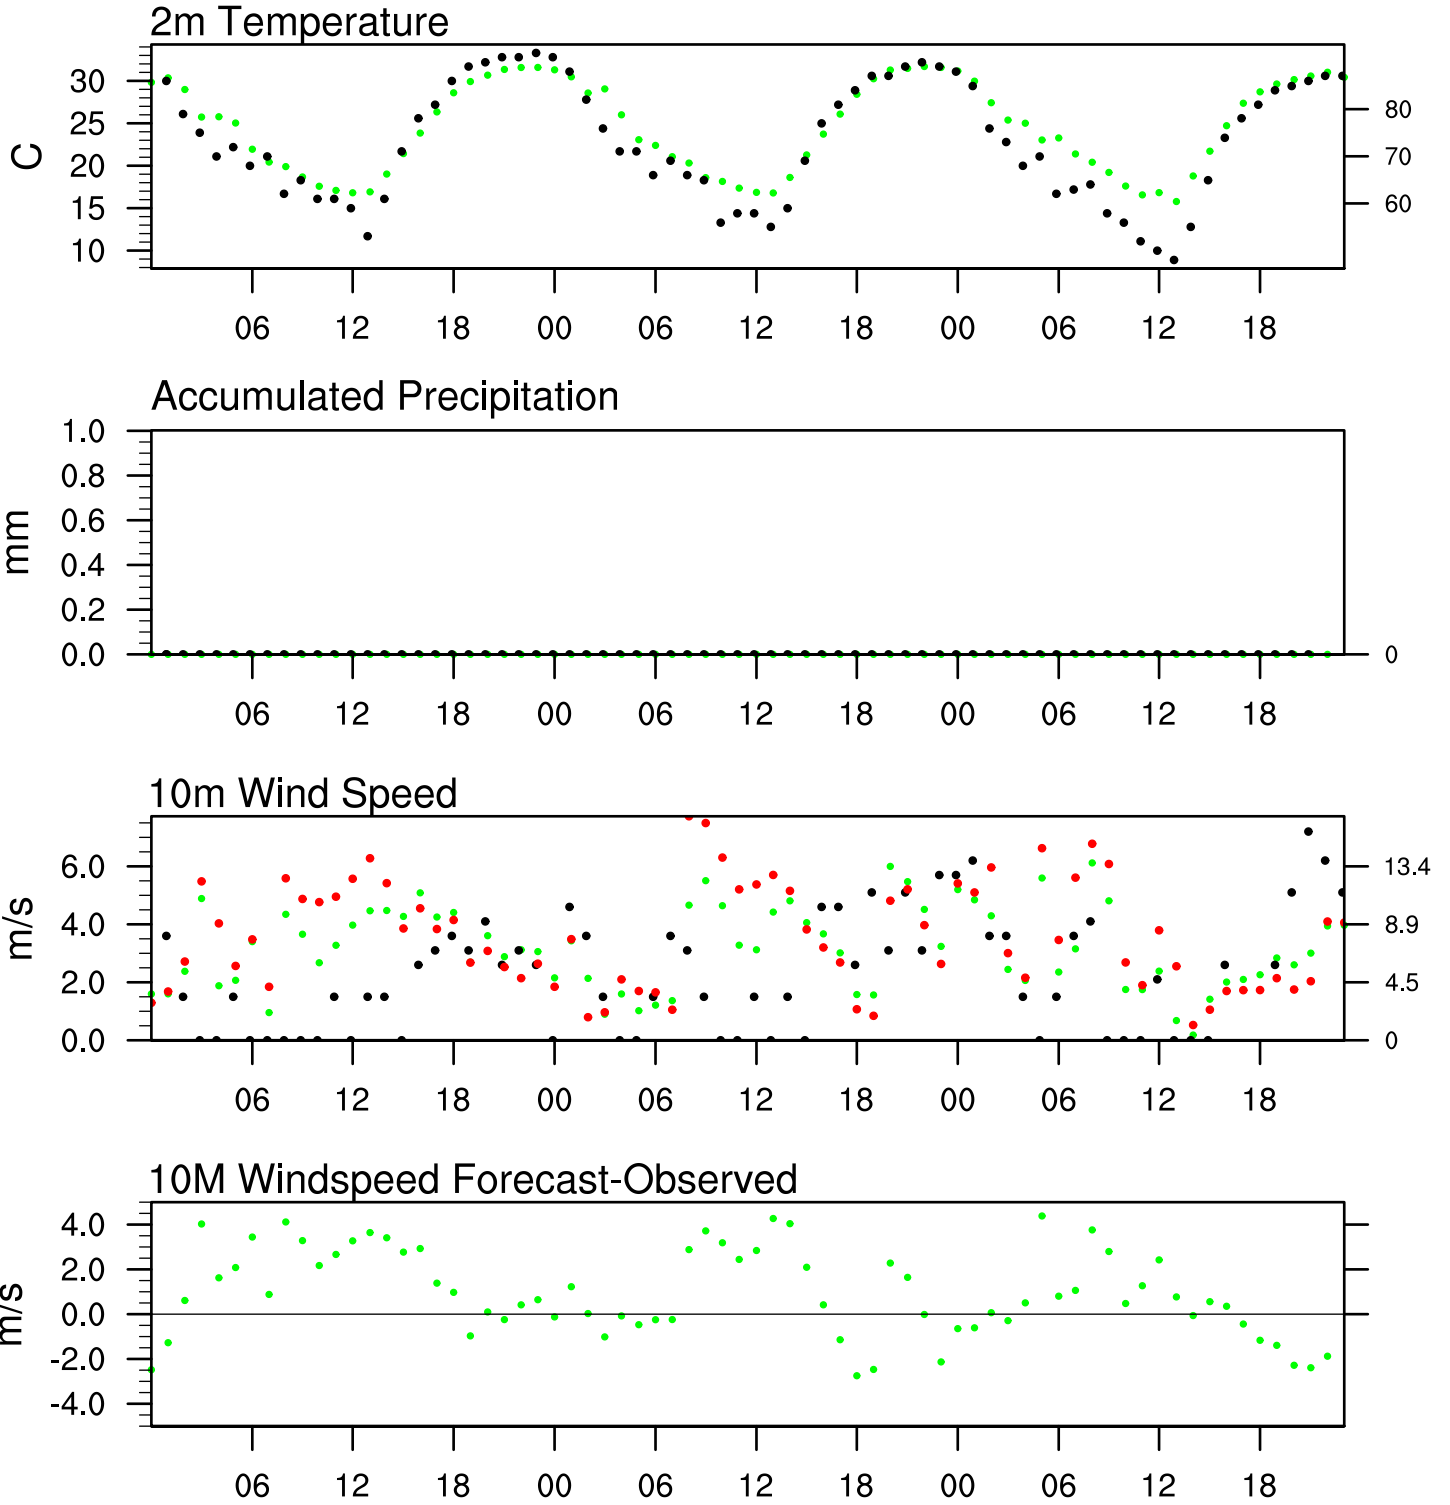 2m Temperature
30
25
20
15
10
C
80
70
60
06 12 18 00 06 12 18 00 06 12 18
Accumulated Precipitation
1.0
0.8
0.6
0.4
0.2
0.0
mm
0
06 12 18 00 06 12 18 00 06 12 18
10m Wind Speed
6.0
4.0
2.0
0.0
m/s
13.4
8.9
4.5
0
06 12 18 00 06 12 18 00 06 12 18
10M Windspeed Forecast-Observed
4.0
2.0
0.0
-2.0
-4.0
m/s
06 12 18 00 06 12 18 00 06 12 18